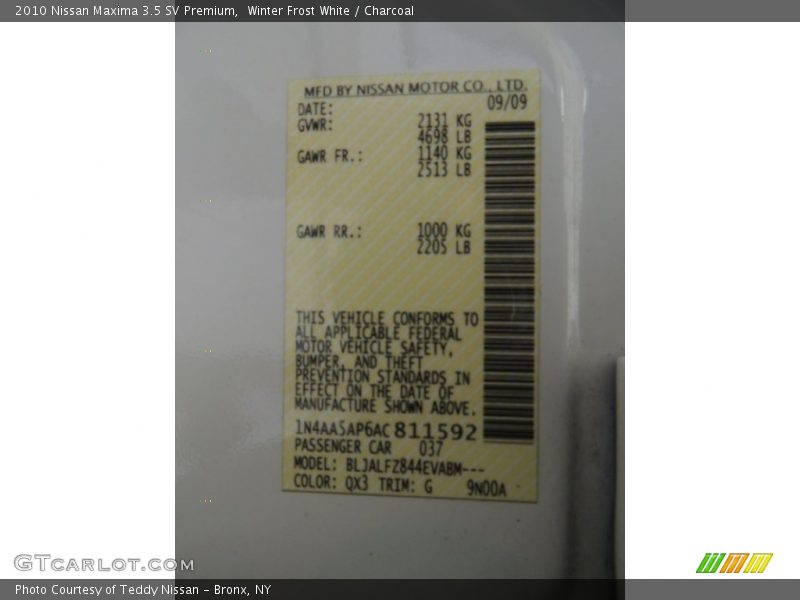 2010 Nissan Maxima 3.5 SV Premium,  Winter Frost White / Charcoal
MFD BY NISSAN MOTOR CO., LTD.
DATE: 09/09
GVWR: 2131 KG
4698 LB
GAWR FR.: 1140 KG
2513 LB
GAWR RR.: 1000 KG
2205 LB
THIS VEHICLE CONFORMS TO
ALL APPLICABLE FEDERAL
MOTOR VEHICLE SAFETY,
BUMPER, AND THEFT
PREVENTION STANDARDS IN
EFFECT ON THE DATE OF
MANUFACTURE SHOWN ABOVE.
1N4AA5AP6AC811592
PASSENGER CAR 037
MODEL: BLJALFZ844EVABM---
COLOR: QX3 TRIM: G 9N00A
GTCARLOT.COM
Photo Courtesy of Teddy Nissan - Bronx, NY